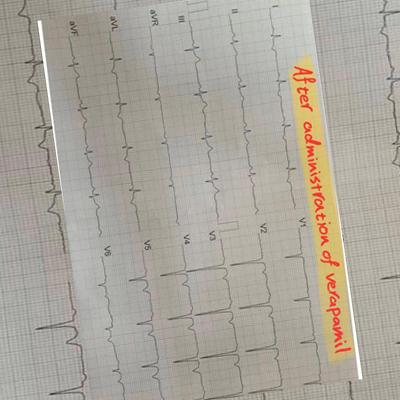 After administration of verapamil
I
II
III
aVR
aVL
aVF
V1
V2
V3
V4
V5
V6